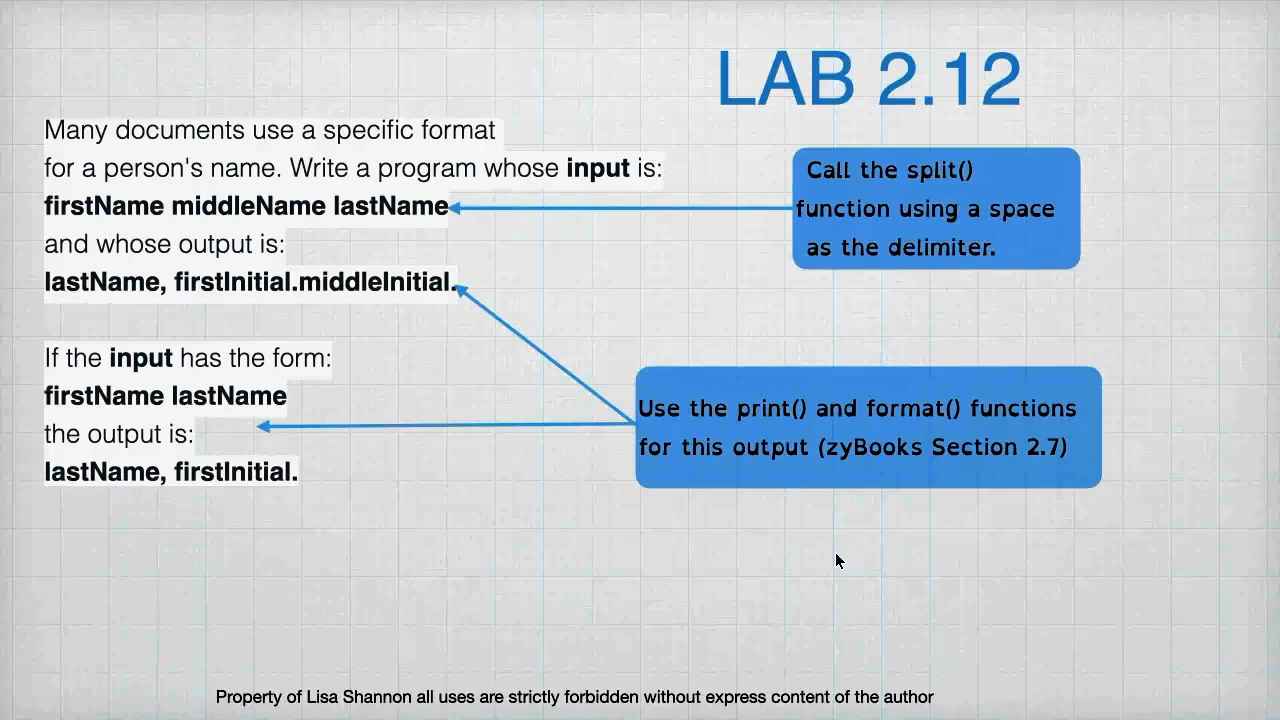 LAB 2.12
Many documents use a specific format
for a person's name. Write a program whose input is:
firstName middleName lastName
and whose output is:
lastName, firstInitial.middleInitial.
If the input has the form:
firstName lastName
the output is:
lastName, firstInitial.
Call the split()
function using a space
as the delimiter.
Use the print() and format() functions
for this output (zyBooks Section 2.7)
Property of Lisa Shannon all uses are strictly forbidden without express content of the author